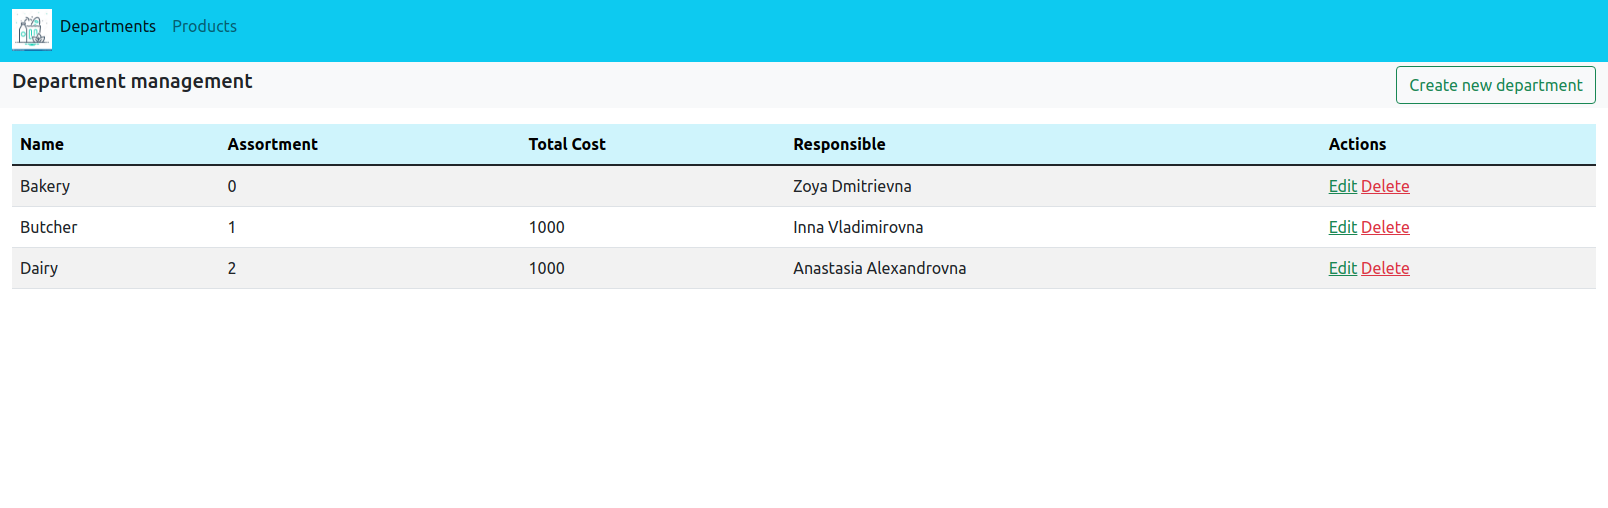 Departments Products
Department management
Create new department
Name Assortment Total Cost Responsible Actions
Bakery 0 Zoya Dmitrievna Edit Delete
Butcher 1 1000 Inna Vladimirovna Edit Delete
Dairy 2 1000 Anastasia Alexandrovna Edit Delete